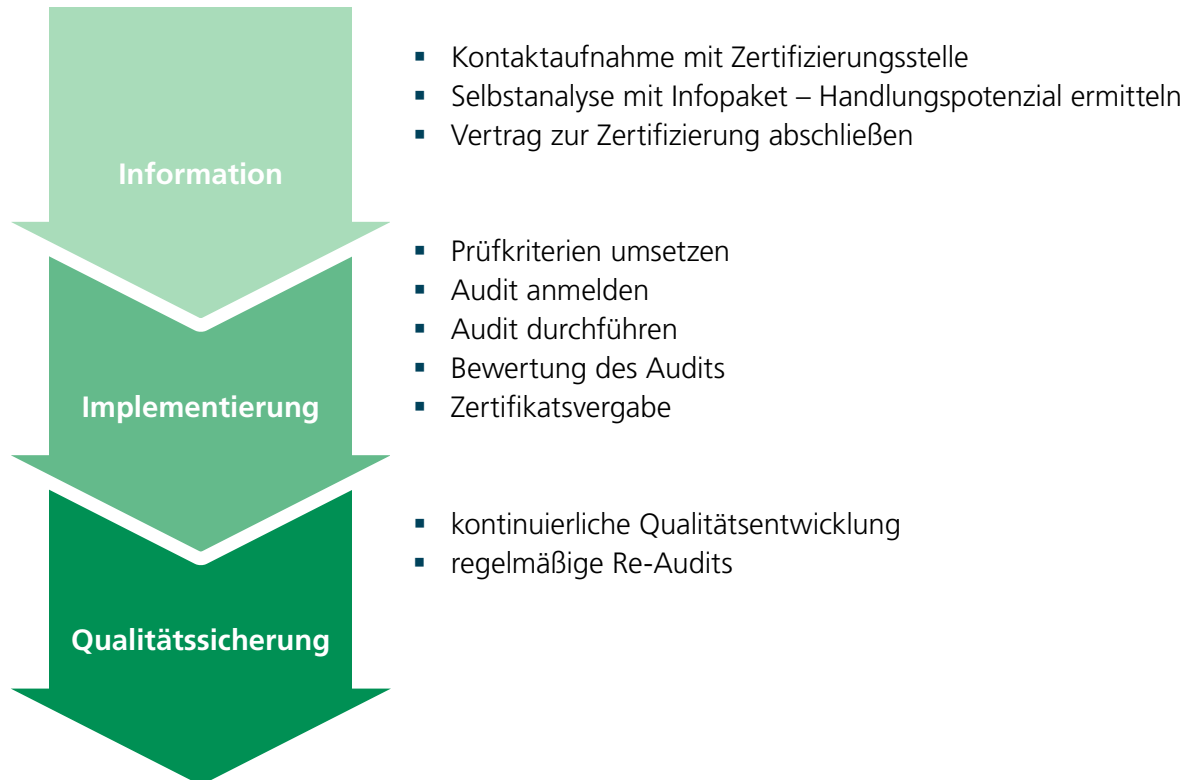 Information
▪ Kontaktaufnahme mit Zertifizierungsstelle
▪ Selbstanalyse mit Infopaket – Handlungspotenzial ermitteln
▪ Vertrag zur Zertifizierung abschließen
Implementierung
▪ Prüfkriterien umsetzen
▪ Audit anmelden
▪ Audit durchführen
▪ Bewertung des Audits
▪ Zertifikatsvergabe
Qualitätssicherung
▪ kontinuierliche Qualitätsentwicklung
▪ regelmäßige Re-Audits